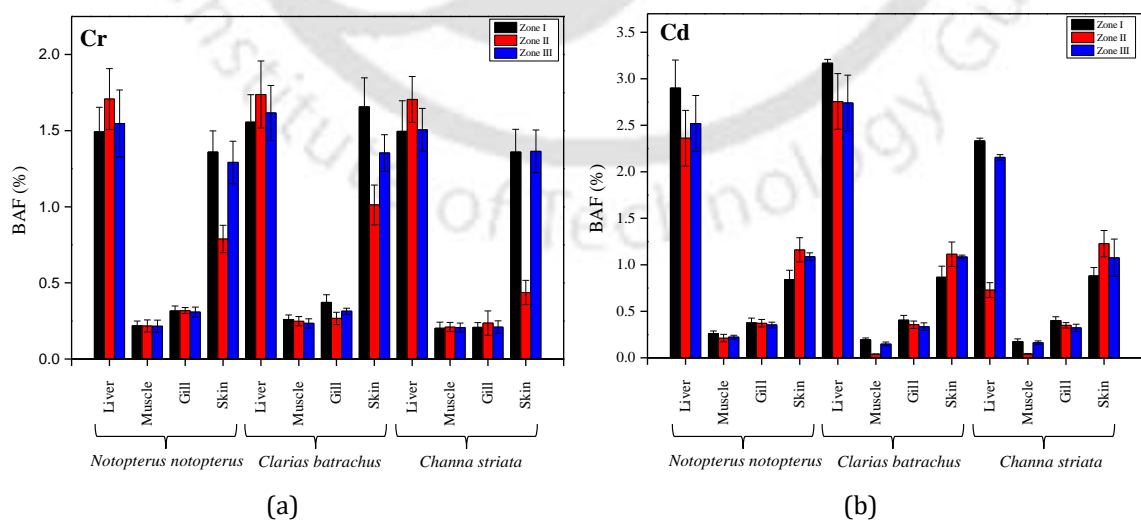 Cr
Zone I
Zone II
Zone III
2.0
1.5
1.0
0.5
0.0
BAF (%)
Liver
Muscle
Gill
Skin
Liver
Muscle
Gill
Skin
Liver
Muscle
Gill
Skin
Notopterus notopterus
Clarias batrachus
Channa striata
(a)
Cd
Zone I
Zone II
Zone III
3.5
3.0
2.5
2.0
1.5
1.0
0.5
0.0
BAF (%)
Liver
Muscle
Gill
Skin
Liver
Muscle
Gill
Skin
Liver
Muscle
Gill
Skin
Notopterus notopterus
Clarias batrachus
Channa striata
(b)
of Technology